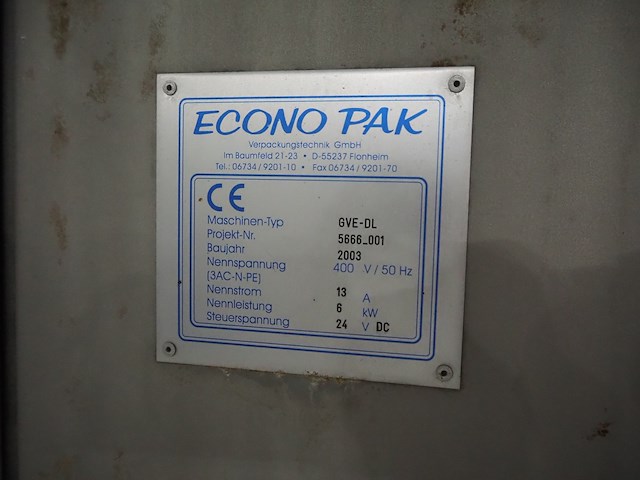 ECONO PAK
Verpackungstechnik GmbH
Im Baumfeld 21-23 • D-55237 Flonheim
Tel.: 06734/9201-10 • Fax 06734/9201-70
CE
Maschinen-Typ GVE-DL
Projekt-Nr. 5666_001
Baujahr 2003
Nennspannung 400 V/50 Hz
(3AC-N-PE)
Nennstrom 13 A
Nennleistung 6 kW
Steuerspannung 24 V DC